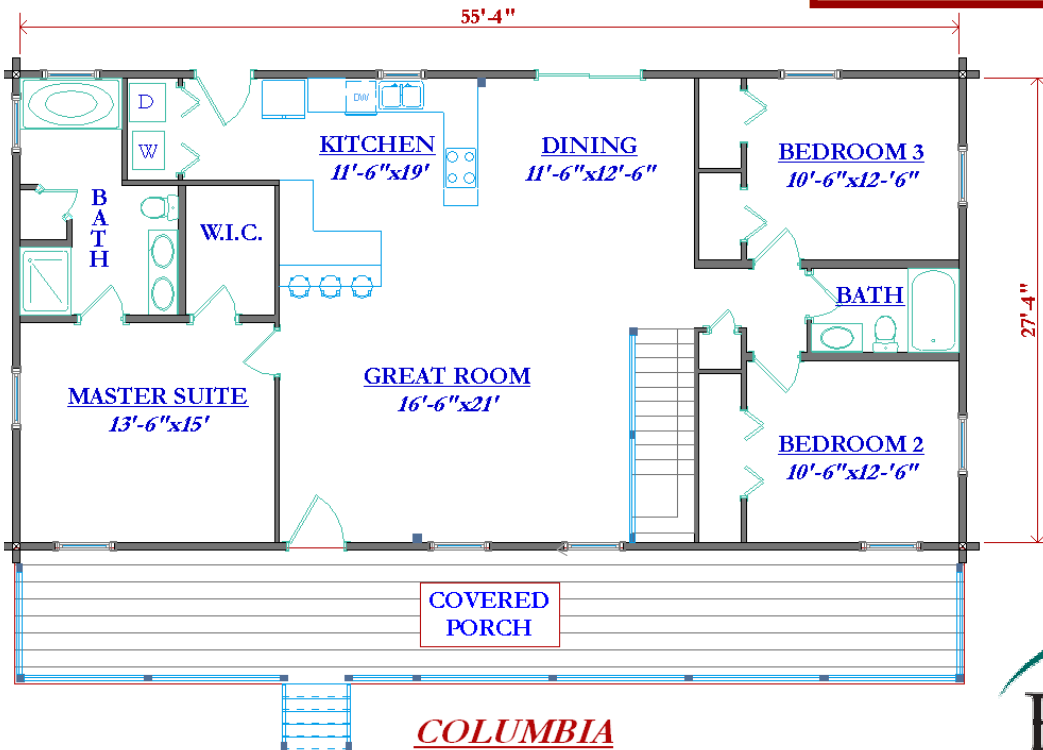 55'-4"
D
W
DW
KITCHEN
11'-6"x19'
DINING
11'-6"x12'-6"
BEDROOM 3
10'-6"x12-'6"
BATH
W.I.C.
BATH
27'-4"
MASTER SUITE
13'-6"x15'
GREAT ROOM
16'-6"x21'
BEDROOM 2
10'-6"x12-'6"
COVERED
PORCH
COLUMBIA